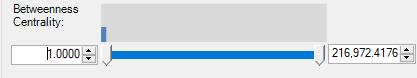 Betweenness
Centrality:
1.0000
216,972.4176